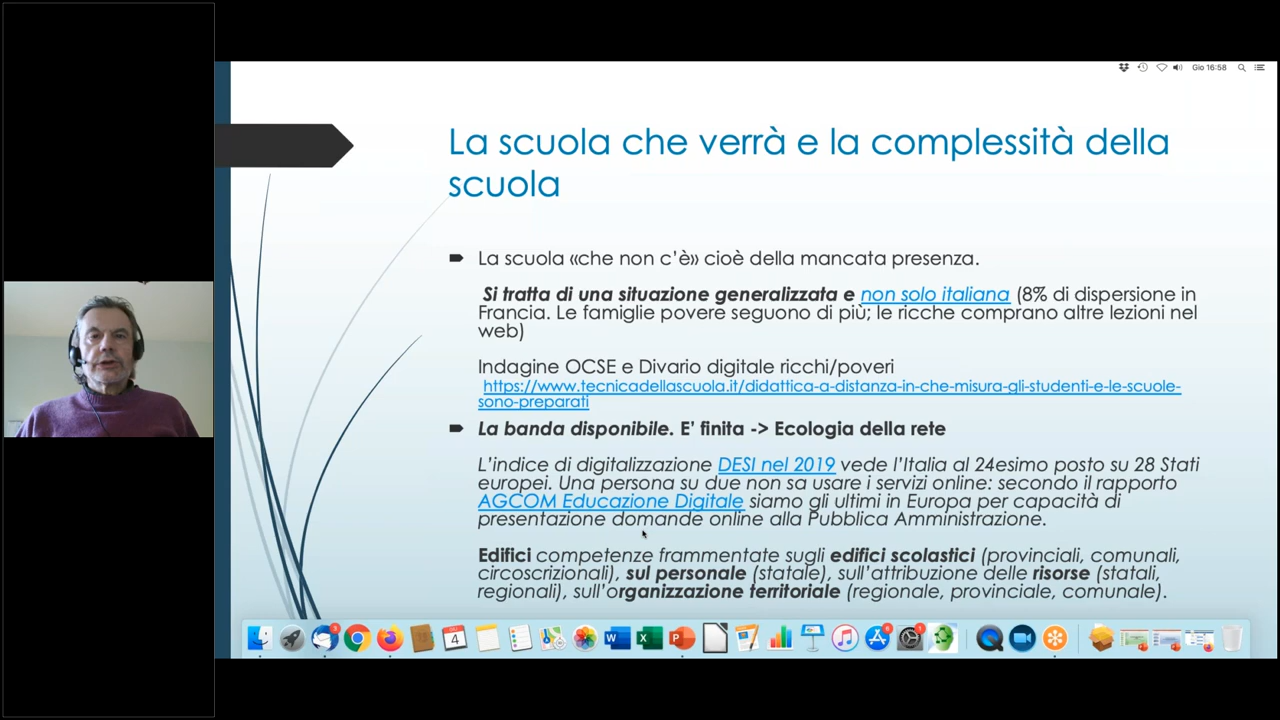 Gio 16:58
La scuola che verrà e la complessità della
scuola
La scuola «che non c'è» cioè della mancata presenza.
Si tratta di una situazione generalizzata e non solo italiana (8% di dispersione in
Francia. Le famiglie povere seguono di più; le ricche comprano altre lezioni nel
web)
Indagine OCSE e Divario digitale ricchi/poveri
https://www.tecnicadellascuola.it/didattica-a-distanza-in-che-misura-gli-studenti-e-le-scuole-
sono-preparati
La banda disponibile. E' finita -> Ecologia della rete
L'indice di digitalizzazione DESI nel 2019 vede l'Italia al 24esimo posto su 28 Stati
europei. Una persona su due non sa usare i servizi online: secondo il rapporto
AGCOM Educazione Digitale siamo gli ultimi in Europa per capacità di
presentazione domande online alla Pubblica Amministrazione.
Edifici competenze frammentate sugli edifici scolastici (provinciali, comunali,
circoscrizionali), sul personale (statale), sull'attribuzione delle risorse (statali,
regionali), sull'organizzazione territoriale (regionale, provinciale, comunale).
4